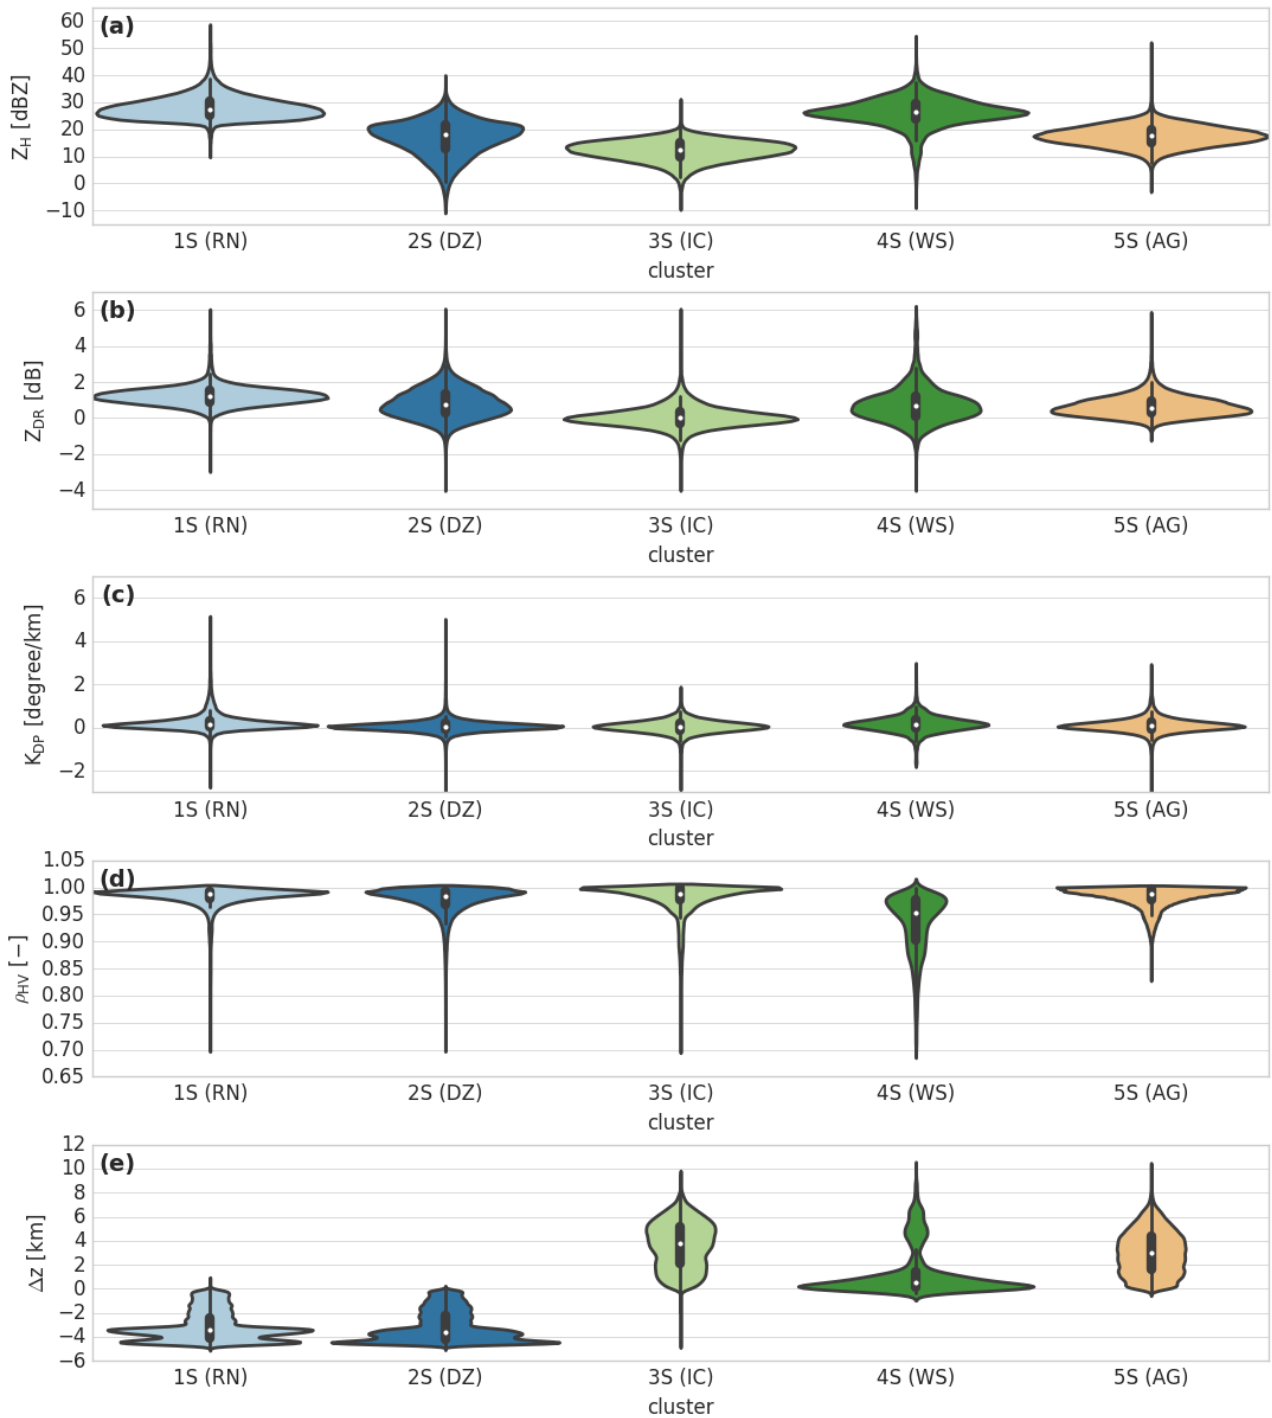 (a)
Z_H [dBZ]
60
50
40
30
20
10
0
−10
1S (RN) 2S (DZ) 3S (IC) 4S (WS) 5S (AG)
cluster
(b)
Z_DR [dB]
6
4
2
0
−2
−4
1S (RN) 2S (DZ) 3S (IC) 4S (WS) 5S (AG)
cluster
(c)
K_DP [degree/km]
6
4
2
0
−2
1S (RN) 2S (DZ) 3S (IC) 4S (WS) 5S (AG)
cluster
(d)
ρ_HV [−]
1.05
1.00
0.95
0.90
0.85
0.80
0.75
0.70
0.65
1S (RN) 2S (DZ) 3S (IC) 4S (WS) 5S (AG)
cluster
(e)
Δz [km]
12
10
8
6
4
2
0
−2
−4
−6
1S (RN) 2S (DZ) 3S (IC) 4S (WS) 5S (AG)
cluster